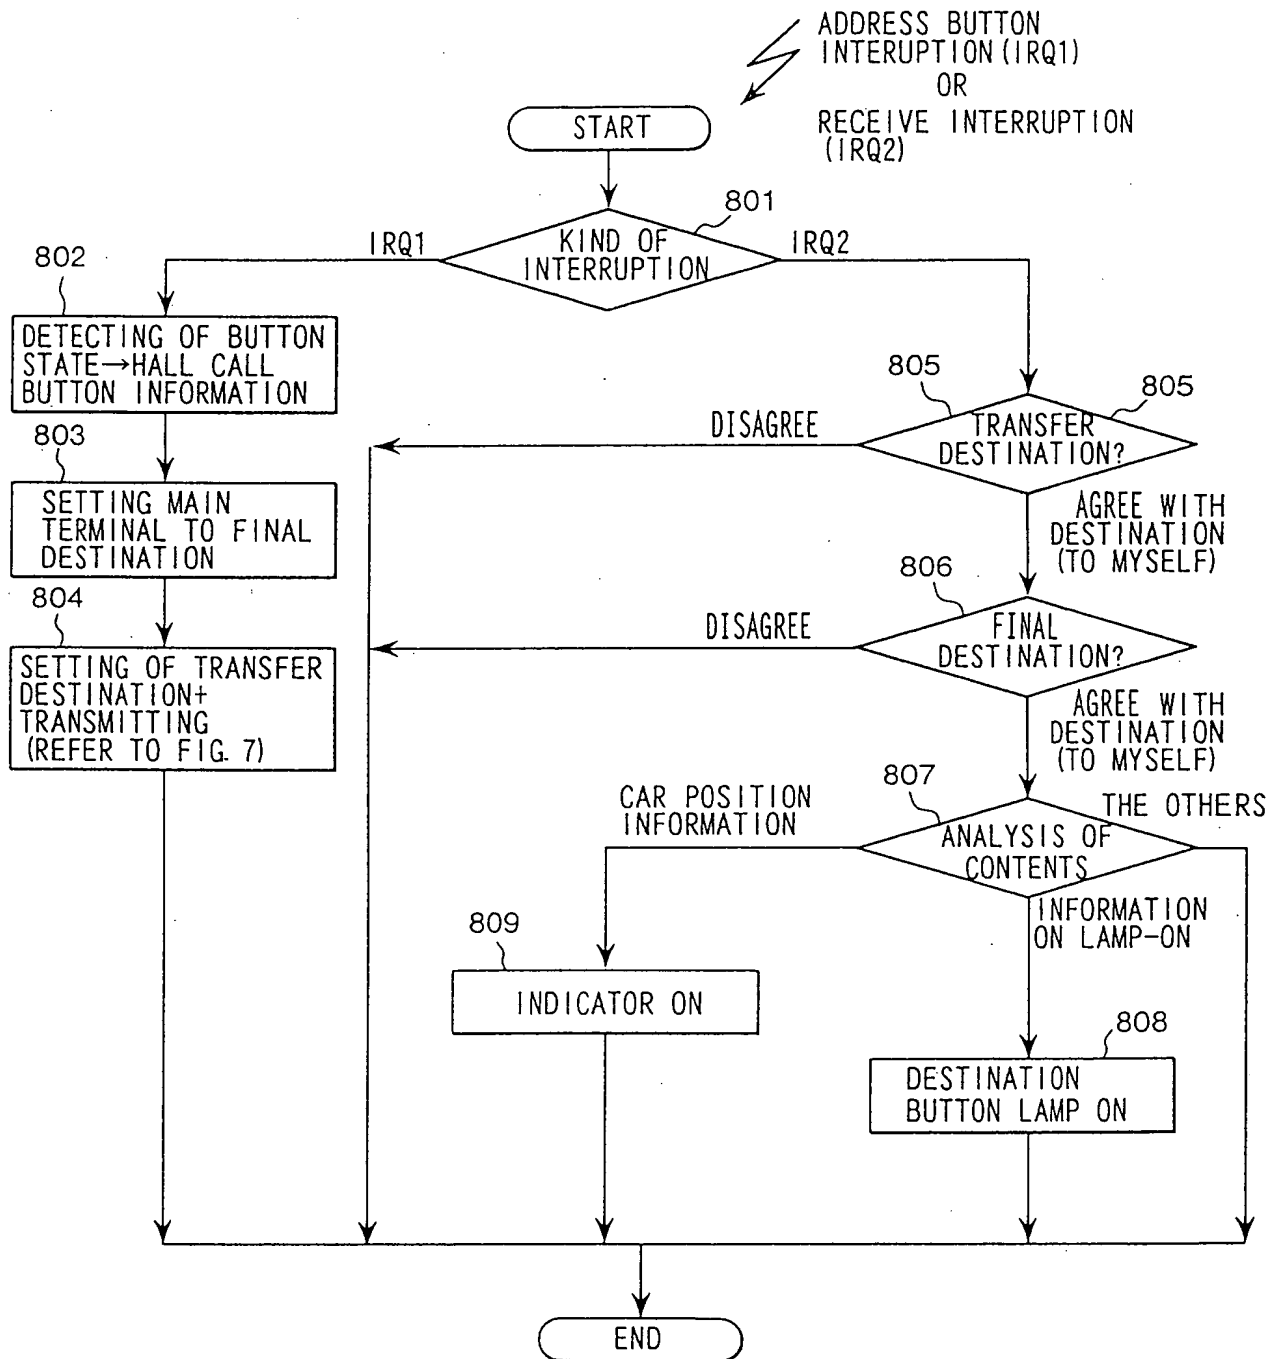 ADDRESS BUTTON
INTERUPTION (IRQ1)
OR
RECEIVE INTERRUPTION
(IRQ2)
START
801
KIND OF
INTERRUPTION
IRQ1
IRQ2
802
DETECTING OF BUTTON
STATE→HALL CALL
BUTTON INFORMATION
803
SETTING MAIN
TERMINAL TO FINAL
DESTINATION
804
SETTING OF TRANSFER
DESTINATION+
TRANSMITTING
(REFER TO FIG. 7)
805
805
TRANSFER
DESTINATION?
DISAGREE
AGREE WITH
DESTINATION
(TO MYSELF)
806
FINAL
DESTINATION?
DISAGREE
AGREE WITH
DESTINATION
(TO MYSELF)
807
ANALYSIS OF
CONTENTS
CAR POSITION
INFORMATION
THE OTHERS
INFORMATION
ON LAMP-ON
809
INDICATOR ON
808
DESTINATION
BUTTON LAMP ON
END